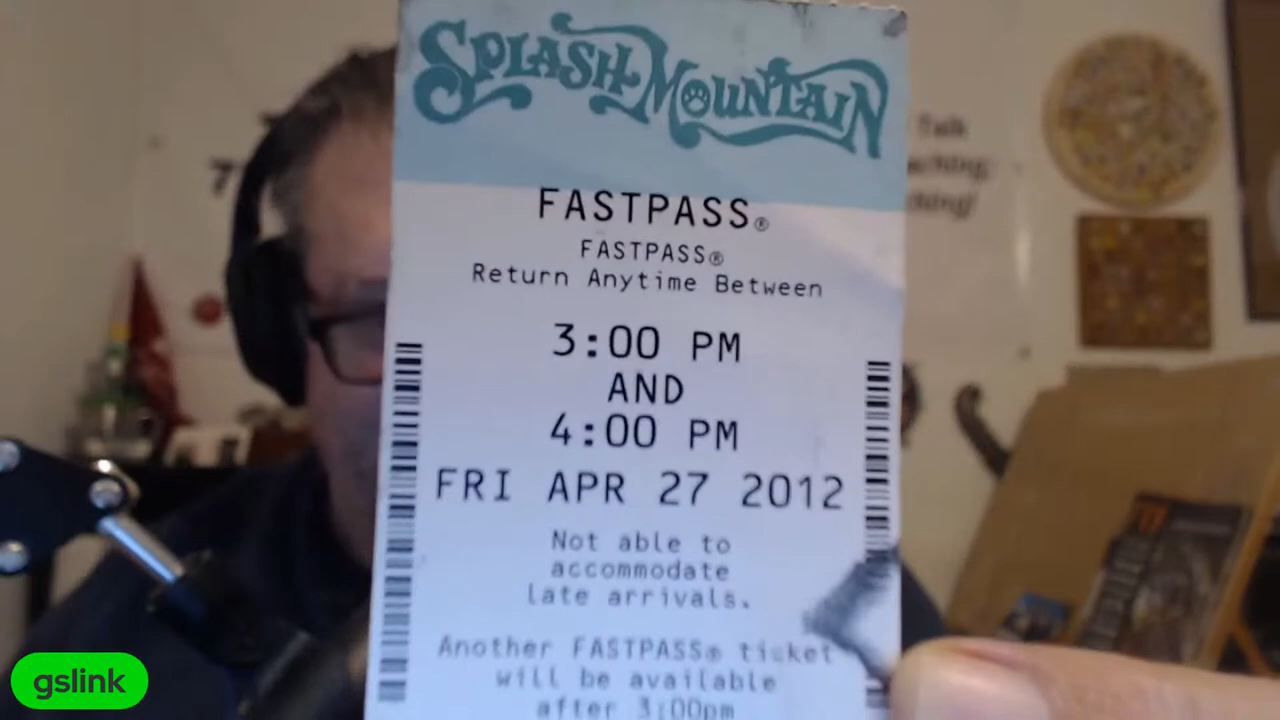 SPLASH MOUNTAIN
FASTPASS®
FASTPASS®
Return Anytime Between
3:00 PM
AND
4:00 PM
FRI APR 27 2012
Not able to
accommodate
late arrivals.
Another FASTPASS® ticket
will be available
after 3:00pm
Talk
gslink